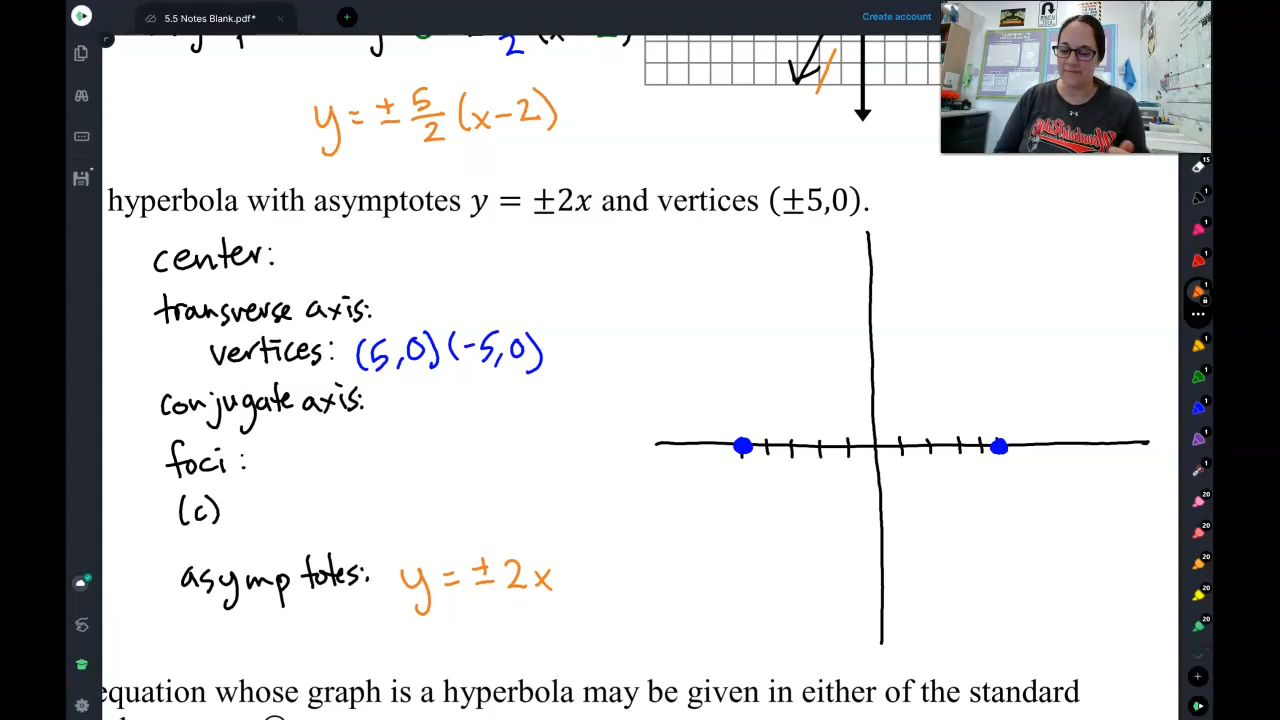 5.5 Notes Blank.pdf*
Create account
2
y = ± 5/2 (x-2)
hyperbola with asymptotes y = ±2x and vertices (±5,0).
center:
transverse axis:
vertices: (5,0) (-5,0)
conjugate axis:
foci:
(c)
asymptotes: y = ± 2x
equation whose graph is a hyperbola may be given in either of the standard